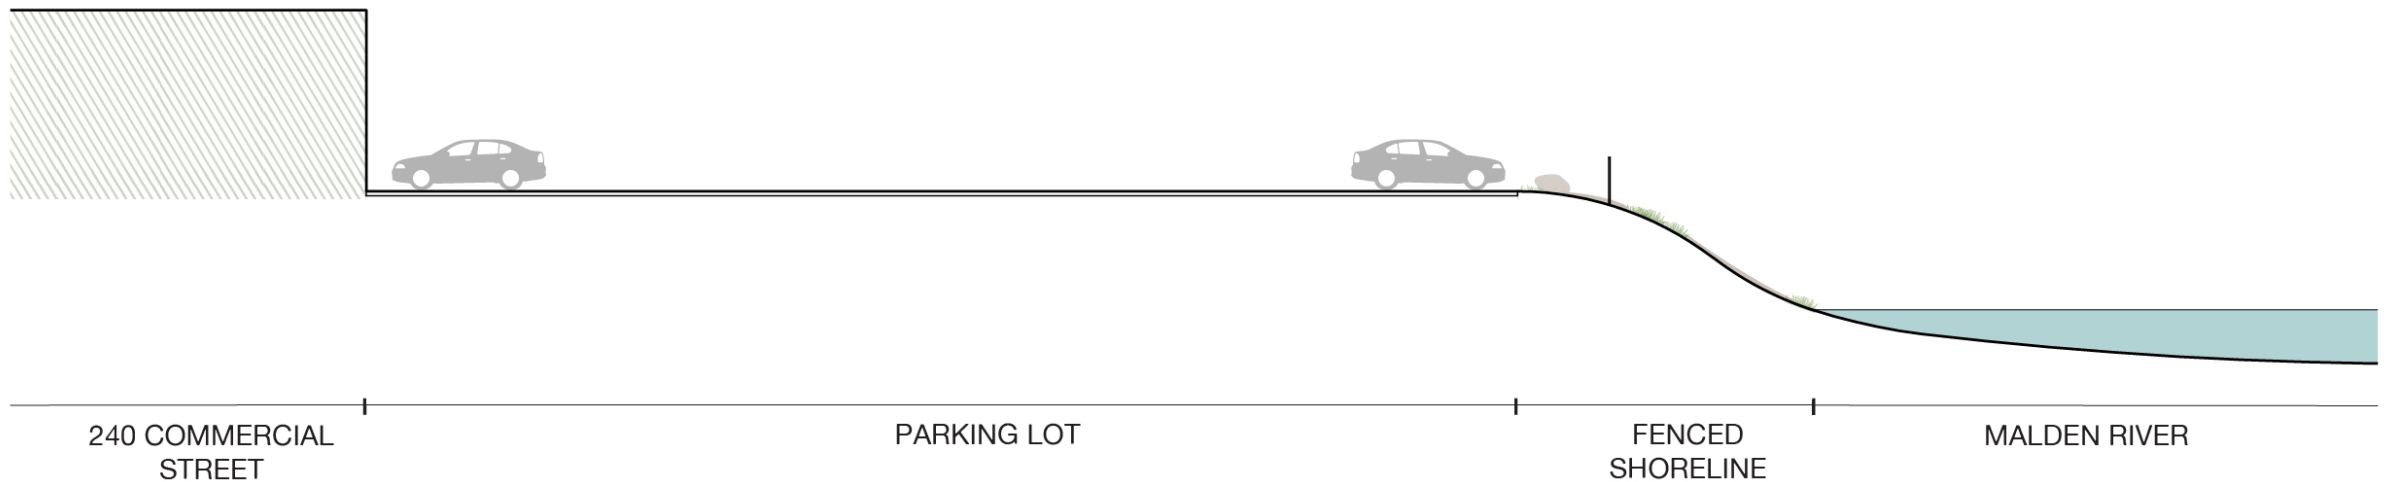 240 COMMERCIAL
STREET
PARKING LOT
FENCED
SHORELINE
MALDEN RIVER